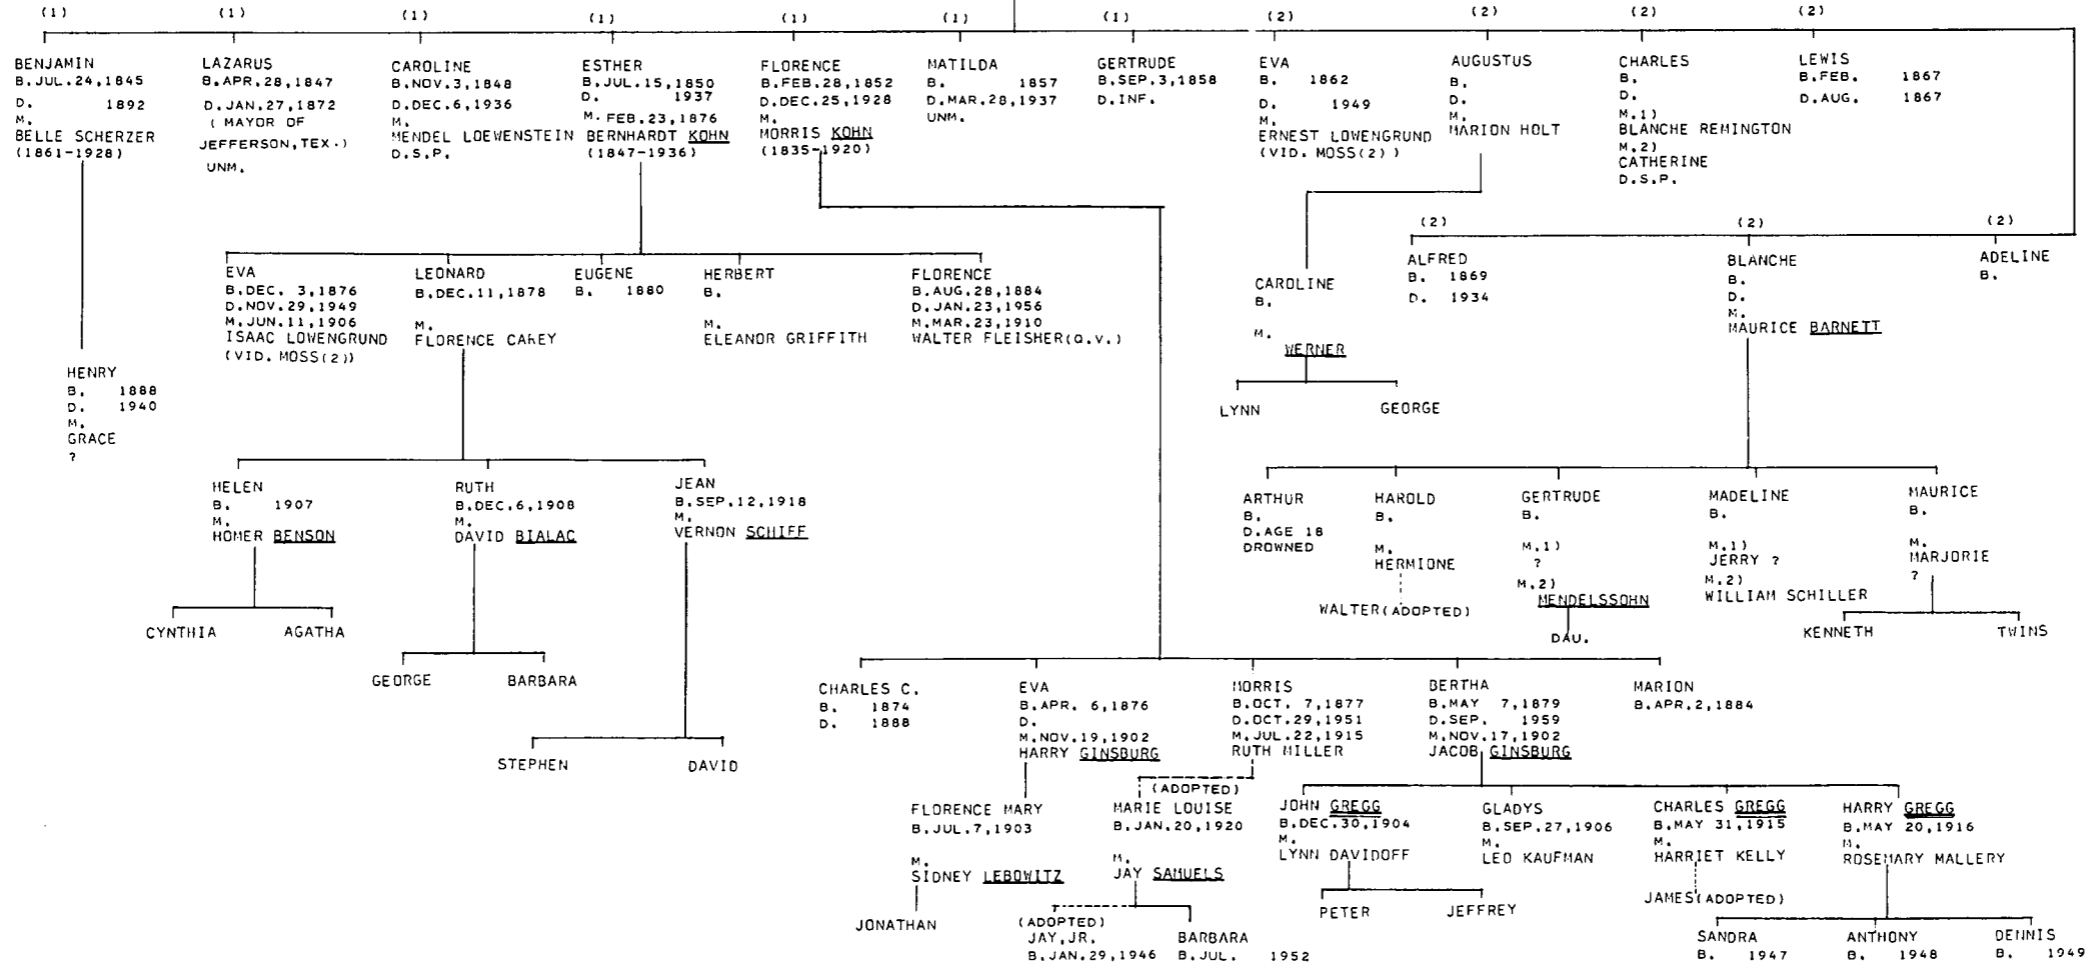 (1) (1) (1) (1) (1) (1) (1) (2) (2) (2) (2)
BENJAMIN
B.JUL.24,1845
D. 1892
M.
BELLE SCHERZER
(1861-1928)
LAZARUS
B.APR.28,1847
D.JAN.27,1872
(MAYOR OF
JEFFERSON,TEX.)
UNM.
CAROLINE
B.NOV.3,1848
D.DEC.6,1936
M.
MENDEL LOEWENSTEIN
D.S.P.
ESTHER
B.JUL.15,1850
D. 1937
M. FEB.23,1876
BERNHARDT KOHN
(1847-1936)
FLORENCE
B.FEB.28,1852
D.DEC.25,1928
M.
MORRIS KOHN
(1835-1920)
MATILDA
B. 1857
D.MAR.28,1937
UNM.
GERTRUDE
B.SEP.3,1858
D.INF.
EVA
B. 1862
D. 1949
M.
ERNEST LOWENGRUND
(VID. MOSS(2))
AUGUSTUS
B.
D.
M.
MARION HOLT
CHARLES
B.
D.
M.1)
BLANCHE REMINGTON
M.2)
CATHERINE
D.S.P.
LEWIS
B.FEB. 1867
D.AUG. 1867
(2) (2) (2)
ALFRED
B. 1869
D. 1934
BLANCHE
B.
D.
M.
MAURICE BARNETT
ADELINE
B.
EVA
B.DEC. 3,1876
D.NOV.29,1949
M.JUN.11,1906
ISAAC LOWENGRUND
(VID. MOSS(2))
LEONARD
B.DEC.11,1878
M.
FLORENCE CAREY
EUGENE
B. 1880
HERBERT
B.
M.
ELEANOR GRIFFITH
FLORENCE
B.AUG.28,1884
D.JAN.23,1956
M.MAR.23,1910
WALTER FLEISHER(Q.V.)
CAROLINE
B.
M.
WERNER
LYNN
GEORGE
HENRY
B. 1888
D. 1940
M.
GRACE
?
HELEN
B. 1907
M.
HOMER BENSON
RUTH
B.DEC.6,1908
M.
DAVID BIALAC
JEAN
B.SEP.12,1918
M.
VERNON SCHIFF
ARTHUR
B.
D.AGE 18
DROWNED
HAROLD
B.
M.
HERMIONE
WALTER(ADOPTED)
GERTRUDE
B.
M.1)
?
M.2)
MENDELSSOHN
DAU.
MADELINE
B.
M.1)
JERRY ?
M.2)
WILLIAM SCHILLER
MAURICE
B.
M.
MARJORIE
?
KENNETH
TWINS
CYNTHIA
AGATHA
GEORGE
BARBARA
STEPHEN
DAVID
CHARLES C.
B. 1874
D. 1888
EVA
B.APR. 6,1876
D.
M.NOV.19,1902
HARRY GINSBURG
MORRIS
B.OCT. 7,1877
D.OCT.29,1951
M.JUL.22,1915
RUTH MILLER
BERTHA
B.MAY 7,1879
D.SEP. 1959
M.NOV.17,1902
JACOB GINSBURG
MARION
B.APR.2,1884
FLORENCE MARY
B.JUL.7,1903
M.
SIDNEY LEBOWITZ
JONATHAN
(ADOPTED)
MARIE LOUISE
B.JAN.20,1920
M.
JAY SAMUELS
(ADOPTED)
JAY,JR.
B.JAN.29,1946
BARBARA
B.JUL. 1952
JOHN GREGG
B.DEC.30,1904
M.
LYNN DAVIDOFF
PETER
JEFFREY
GLADYS
B.SEP.27,1906
M.
LEO KAUFMAN
CHARLES GREGG
B.MAY 31,1915
M.
HARRIET KELLY
JAMES(ADOPTED)
HARRY GREGG
B.MAY 20,1916
M.
ROSEMARY MALLERY
SANDRA
B. 1947
ANTHONY
B. 1948
DENNIS
B. 1949